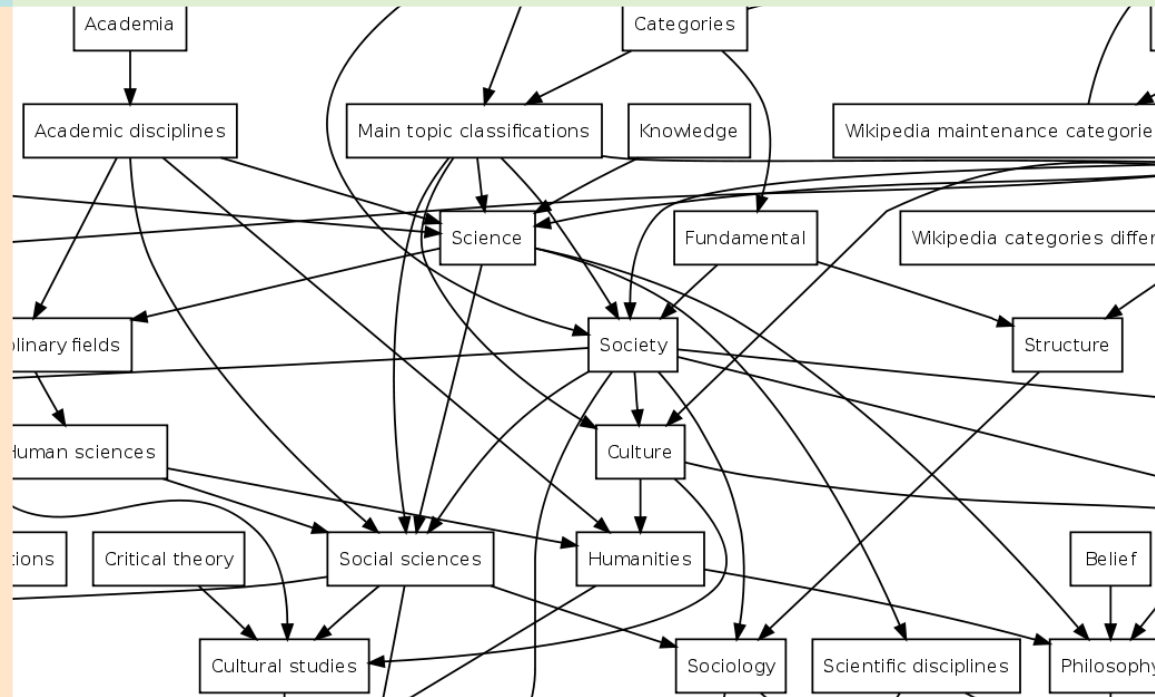 Academia
Categories
Academic disciplines
Main topic classifications
Knowledge
Wikipedia maintenance categorie
Science
Fundamental
Wikipedia categories differ
plinary fields
Society
Structure
Human sciences
Culture
tions
Critical theory
Social sciences
Humanities
Belief
Cultural studies
Sociology
Scientific disciplines
Philosophy